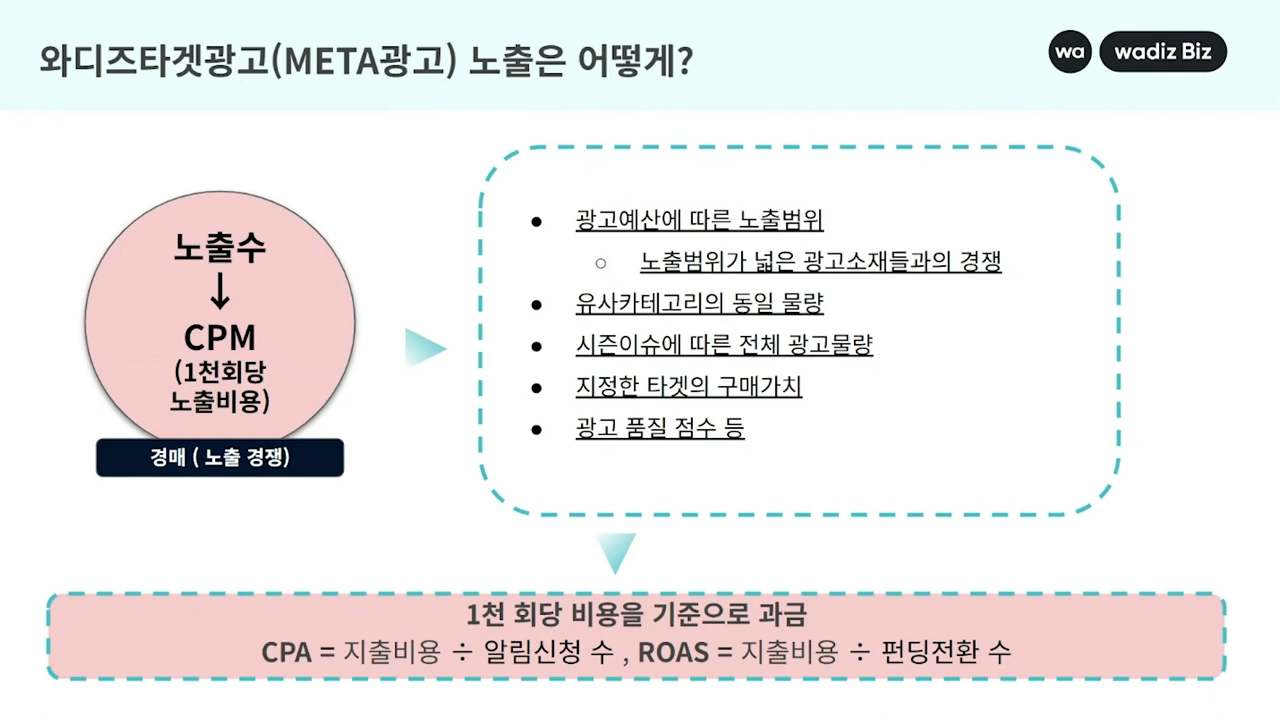 와디즈타겟광고(META광고) 노출은 어떻게?
wa
wadiz Biz
노출수
↓
CPM
(1천회당
노출비용)
경매 ( 노출 경쟁)
● 광고예산에 따른 노출범위
○ 노출범위가 넓은 광고소재들과의 경쟁
● 유사카테고리의 동일 물량
● 시즌이슈에 따른 전체 광고물량
● 지정한 타겟의 구매가치
● 광고 품질 점수 등
1천 회당 비용을 기준으로 과금
CPA = 지출비용 ÷ 알림신청 수 , ROAS = 지출비용 ÷ 펀딩전환 수